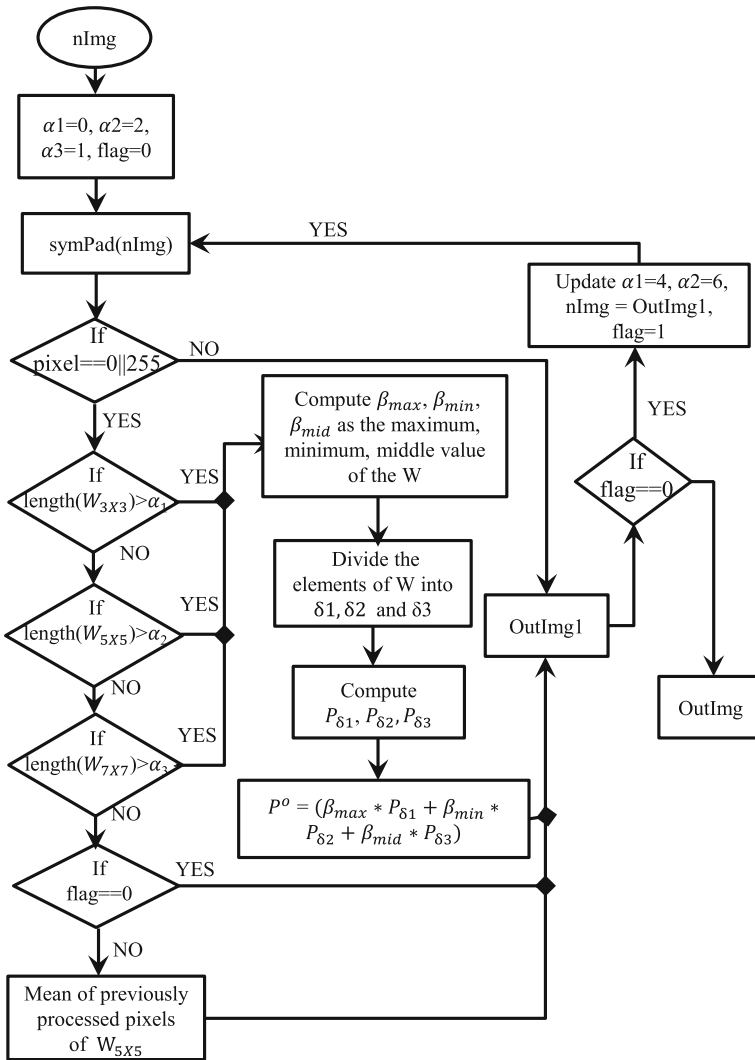 nImg
α1=0, α2=2,
α3=1, flag=0
symPad(nImg)
YES
Update α1=4, α2=6,
nImg = OutImg1,
flag=1
If
pixel==0||255
NO
YES
Compute βmax, βmin,
βmid as the maximum,
minimum, middle value
of the W
YES
If
flag==0
If
length(W3X3)>α1
YES
NO
Divide the
elements of W into
δ1, δ2 and δ3
If
length(W5X5)>α2
YES
NO
OutImg1
OutImg
Compute
Pδ1, Pδ2, Pδ3
If
length(W7X7)>α3
YES
NO
P^o = (βmax * Pδ1 + βmin *
Pδ2 + βmid * Pδ3)
If
flag==0
YES
NO
Mean of previously
processed pixels
of W5X5